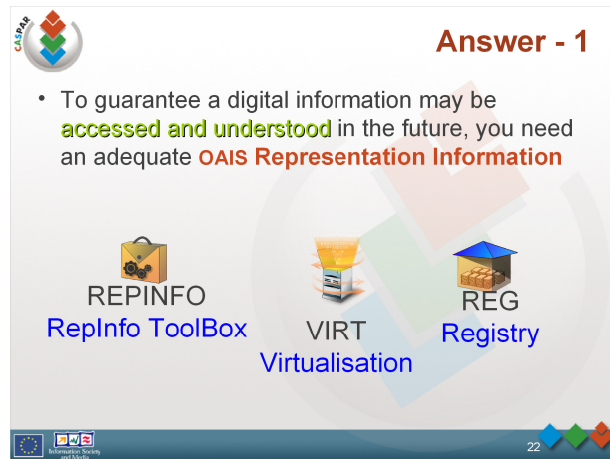 CASPAR
Answer - 1
• To guarantee a digital information may be
accessed and understood in the future, you need
an adequate OAIS Representation Information
REPINFO
RepInfo ToolBox
VIRT
Virtualisation
REG
Registry
Information Society
and Media
22